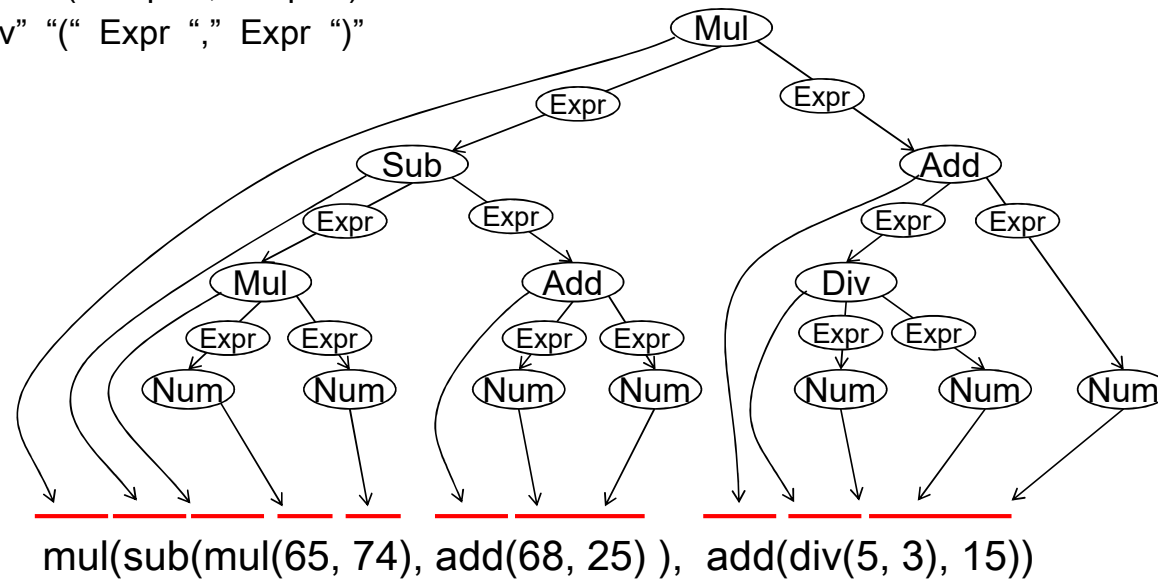 v” “(“ Expr “,” Expr “)”
Mul
Expr
Expr
Sub
Add
Expr
Expr
Expr
Expr
Mul
Add
Div
Expr
Expr
Expr
Expr
Expr
Expr
Num
Num
Num
Num
Num
Num
Num
mul(sub(mul(65, 74), add(68, 25) ), add(div(5, 3), 15))